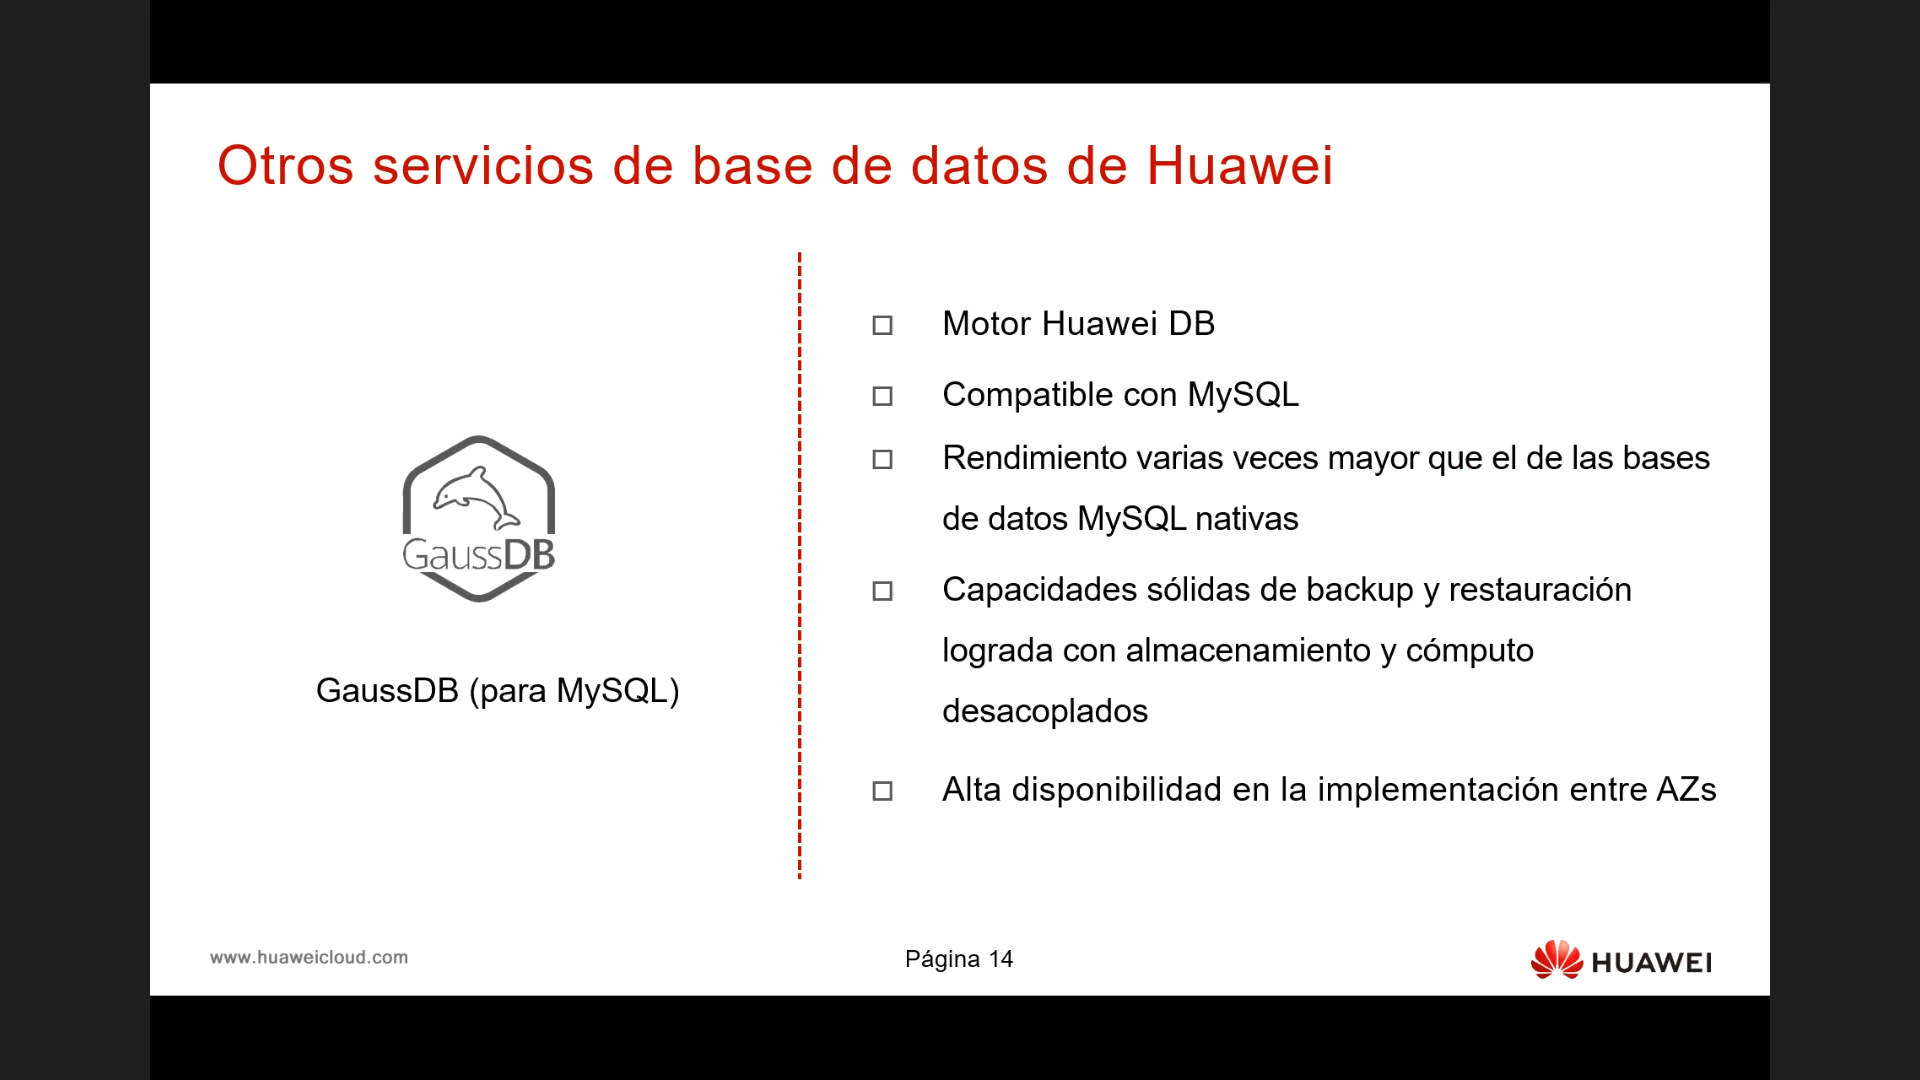 Otros servicios de base de datos de Huawei
GaussDB
GaussDB (para MySQL)
Motor Huawei DB
Compatible con MySQL
Rendimiento varias veces mayor que el de las bases
de datos MySQL nativas
Capacidades sólidas de backup y restauración
lograda con almacenamiento y cómputo
desacoplados
Alta disponibilidad en la implementación entre AZs
www.huaweicloud.com
Página 14
HUAWEI